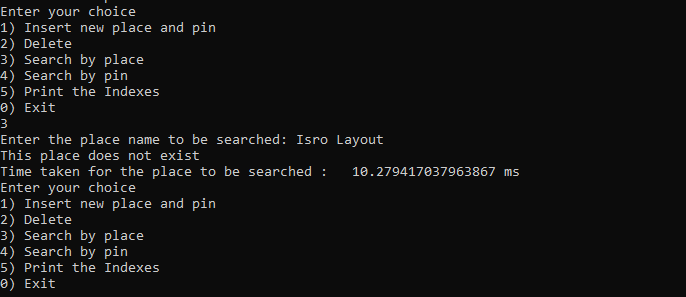 Enter your choice
1) Insert new place and pin
2) Delete
3) Search by place
4) Search by pin
5) Print the Indexes
0) Exit
3
Enter the place name to be searched: Isro Layout
This place does not exist
Time taken for the place to be searched :   10.279417037963867 ms
Enter your choice
1) Insert new place and pin
2) Delete
3) Search by place
4) Search by pin
5) Print the Indexes
0) Exit